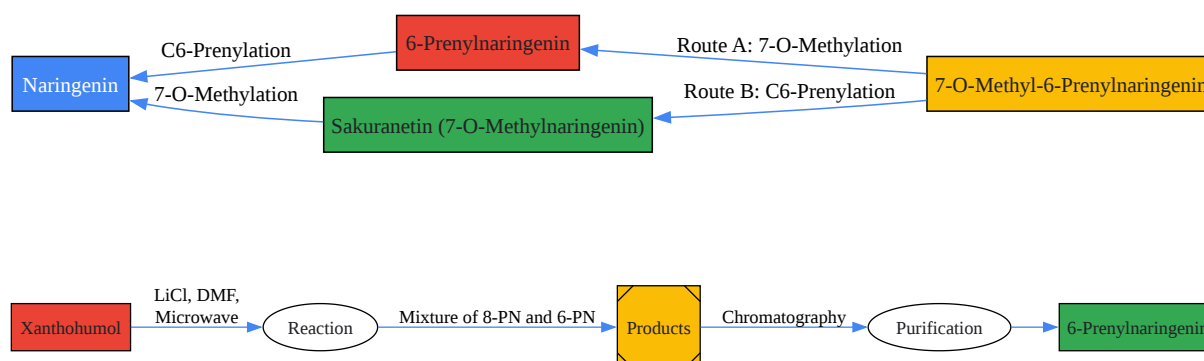 6-Prenylnaringenin
C6-Prenylation
Route A: 7-O-Methylation
Naringenin
7-O-Methyl-6-Prenylnaringenin
7-O-Methylation
Route B: C6-Prenylation
Sakuranetin (7-O-Methylnaringenin)
LiCl, DMF,
Microwave
Xanthohumol
Reaction
Mixture of 8-PN and 6-PN
Products
Chromatography
Purification
6-Prenylnaringenin